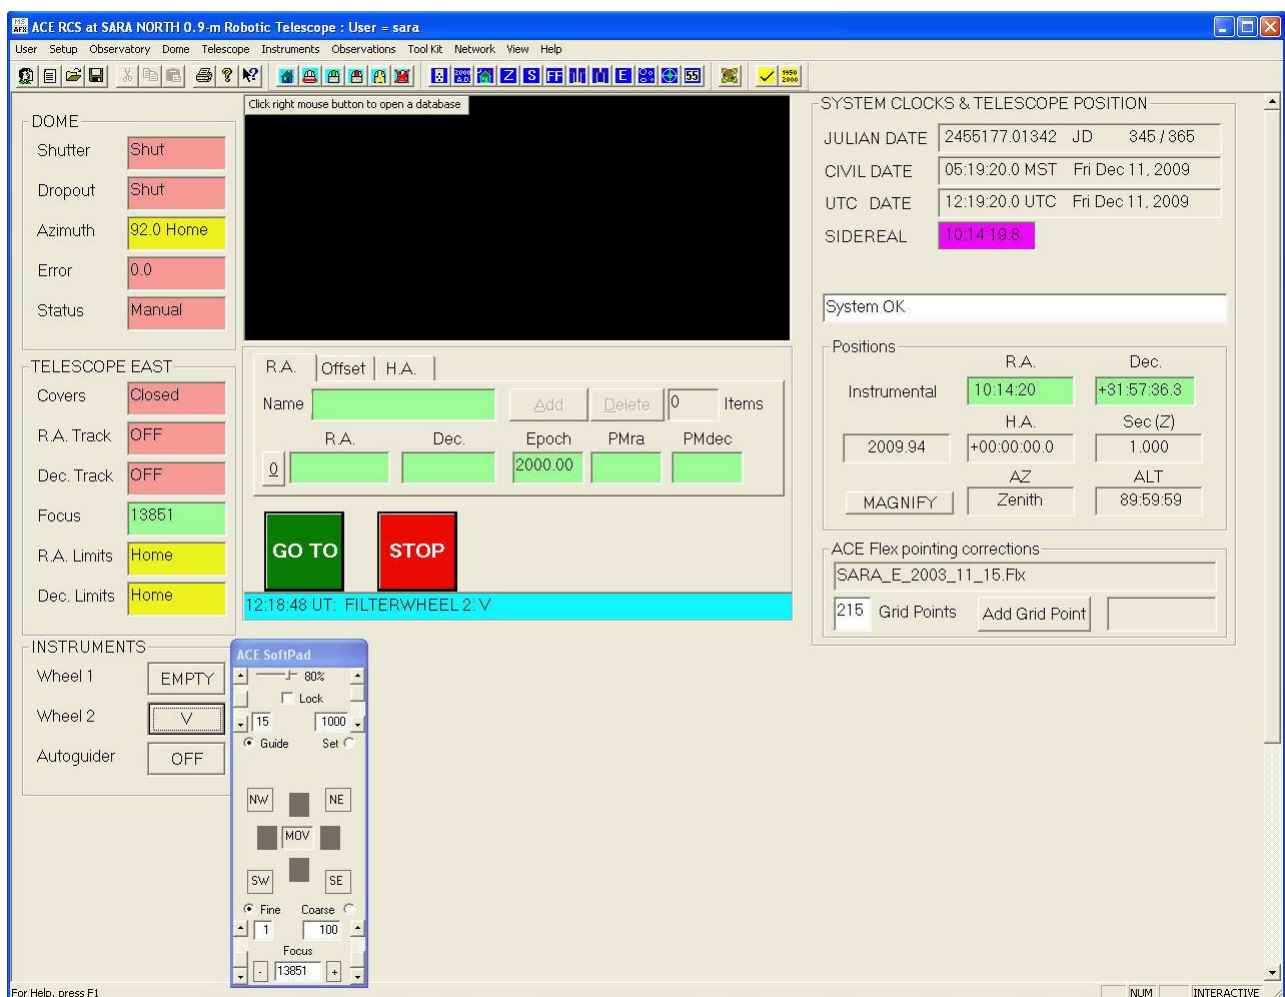 ACE RCS at SARA NORTH 0.9-m Robotic Telescope : User = sara
User Setup Observatory Dome Telescope Instruments Observations Tool Kit Network View Help
Click right mouse button to open a database
DOME
Shutter Shut
Dropout Shut
Azimuth 92.0 Home
Error 0.0
Status Manual
TELESCOPE EAST
Covers Closed
R.A. Track OFF
Dec. Track OFF
Focus 13851
R.A. Limits Home
Dec. Limits Home
INSTRUMENTS
Wheel 1 EMPTY
Wheel 2 V
Autoguider OFF
R.A. Offset H.A.
Name Add Delete 0 Items
R.A. Dec. Epoch PMra PMdec
0 2000.00
GO TO STOP
12:18:48 UT: FILTERWHEEL 2: V
ACE SoftPad
80%
Lock
15 1000
Guide Set
NW NE
MOV
SW SE
Fine Coarse
1 100
Focus
- 13851 +
SYSTEM CLOCKS & TELESCOPE POSITION
JULIAN DATE 2455177.01342 JD 345 / 365
CIVIL DATE 05:19:20.0 MST Fri Dec 11, 2009
UTC DATE 12:19:20.0 UTC Fri Dec 11, 2009
SIDEREAL 10:14:19.8
System OK
Positions
R.A. Dec.
Instrumental 10:14:20 +31:57:36.3
H.A. Sec (Z)
2009.94 +00:00:00.0 1.000
AZ ALT
MAGNIFY Zenith 89:59:59
ACE Flex pointing corrections
SARA_E_2003_11_15.Flx
215 Grid Points Add Grid Point
For Help, press F1 NUM INTERACTIVE